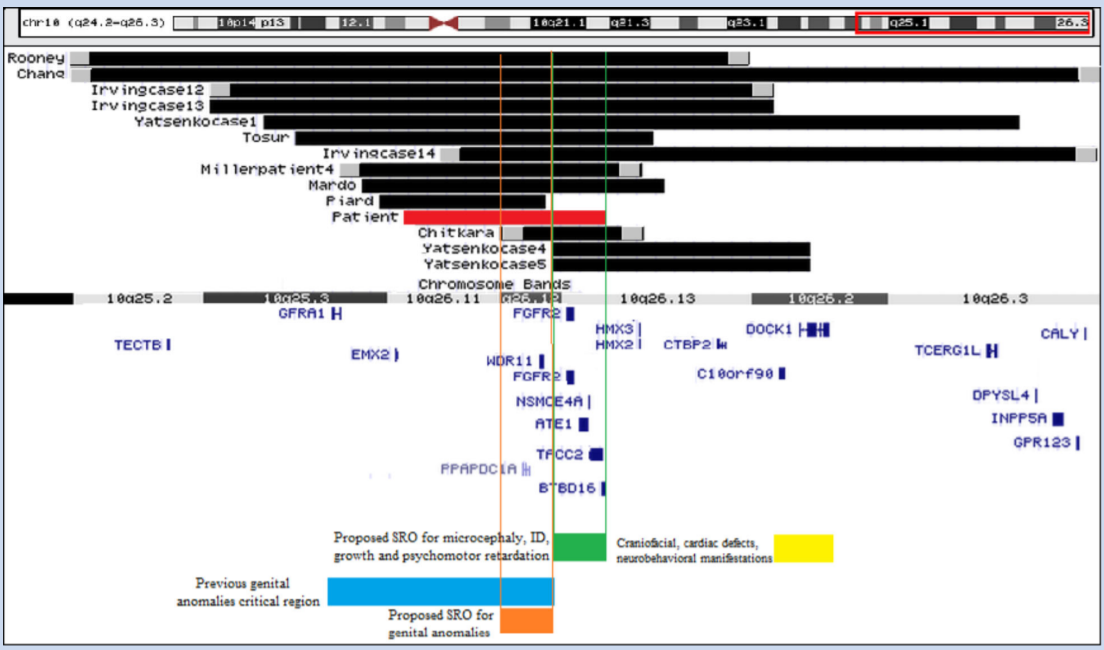 chr10 (q24.2-q26.3) 10p14 p13 12.1 10q21.1 q21.3 q23.1 q25.1 26.3
Rooney
Chang
Irvingcase12
Irvingcase13
Yatsenkocase1
Tosur
Irvingcase14
Millerpatient4
Mardo
Piard
Patient
Chitkara
Yatsenkocase4
Yatsenkocase5
Chromosome Bands
10q25.2 10q25.3 10q26.11 q26.12 10q26.13 10q26.2 10q26.3
GFRA1 FGFR2
HMX3 DOCK1 CALY
TECTB HMX2 CTBP2
EMX2 TCERG1L
WDR11
FGFR2 C10orf90
NSMCE4A DPYSL4
ATE1 INPP5A
TACC2 GPR123
PPAPDC1A
BTBD16
Proposed SRO for microcephaly, ID,
growth and psychomotor retardation
Craniofacial, cardiac defects,
neurobehavioral manifestations
Previous genital
anomalies critical region
Proposed SRO for
genital anomalies